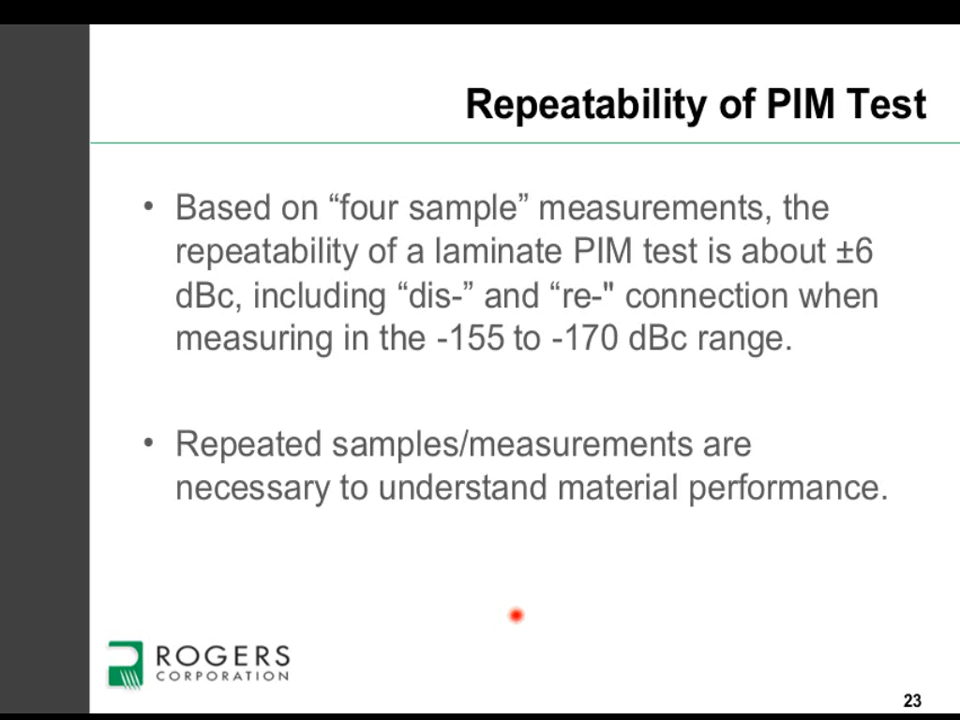 Repeatability of PIM Test
• Based on “four sample” measurements, the
repeatability of a laminate PIM test is about ±6
dBc, including “dis-” and “re-" connection when
measuring in the -155 to -170 dBc range.
• Repeated samples/measurements are
necessary to understand material performance.
ROGERS
CORPORATION
23